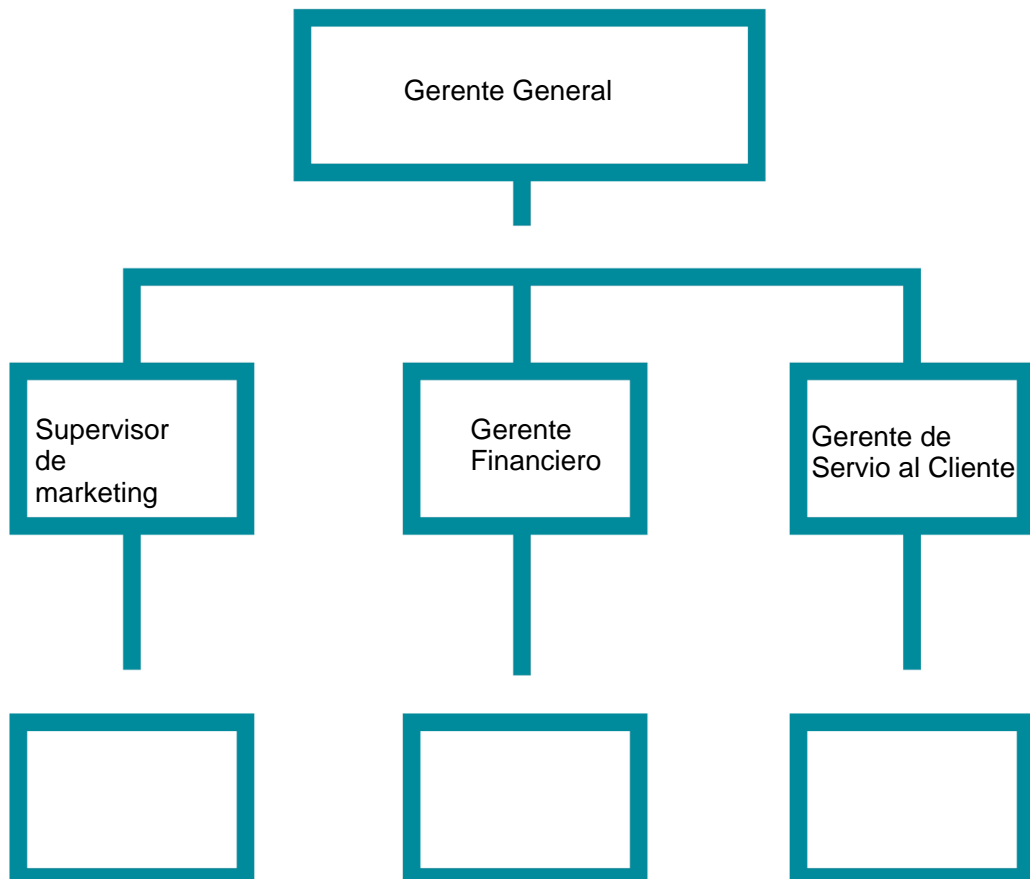 Gerente General
Supervisor
de
marketing
Gerente
Financiero
Gerente de
Servio al Cliente